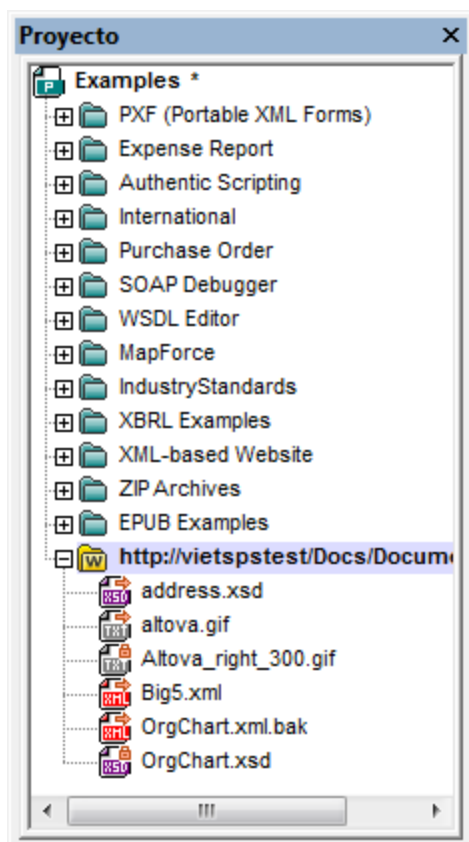 Proyecto
Examples *
PXF (Portable XML Forms)
Expense Report
Authentic Scripting
International
Purchase Order
SOAP Debugger
WSDL Editor
MapForce
IndustryStandards
XBRL Examples
XML-based Website
ZIP Archives
EPUB Examples
http://vietspstest/Docs/Docume
address.xsd
altova.gif
Altova_right_300.gif
Big5.xml
OrgChart.xml.bak
OrgChart.xsd